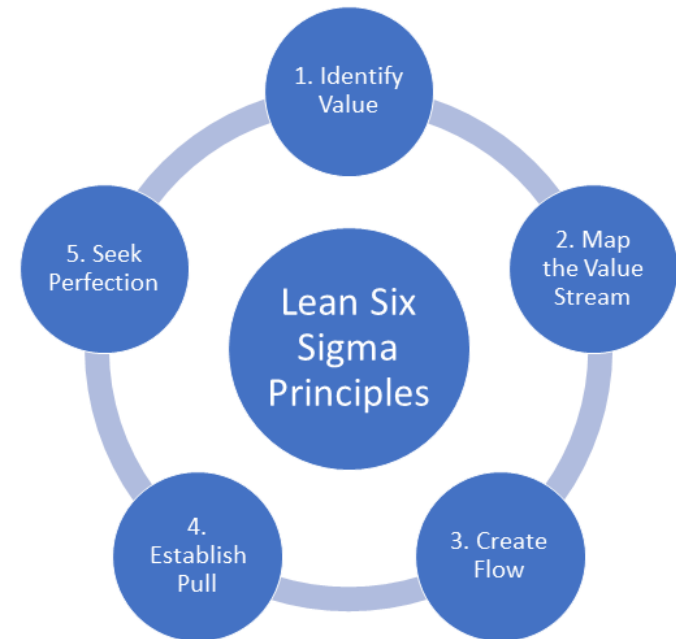 1. Identify
Value
2. Map
the Value
Stream
3. Create
Flow
4.
Establish
Pull
5. Seek
Perfection
Lean Six
Sigma
Principles